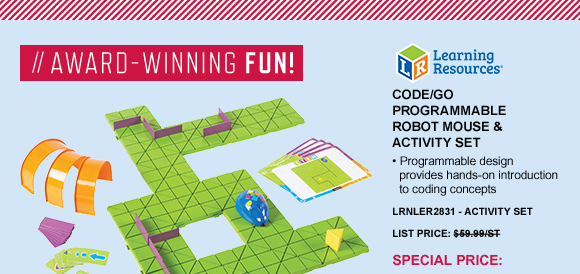 // AWARD-WINNING FUN!
Learning
Resources®
CODE/GO
PROGRAMMABLE
ROBOT MOUSE &
ACTIVITY SET
• Programmable design
provides hands-on introduction
to coding concepts
LRNLER2831 - ACTIVITY SET
LIST PRICE: $59.99/ST
SPECIAL PRICE: